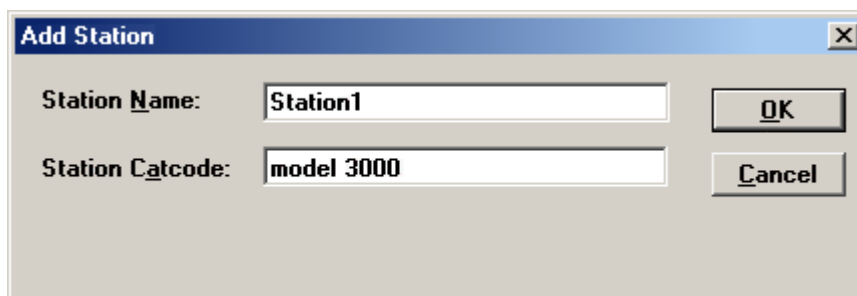 Add Station
Station Name: Station1
OK
Station Catcode: model 3000
Cancel